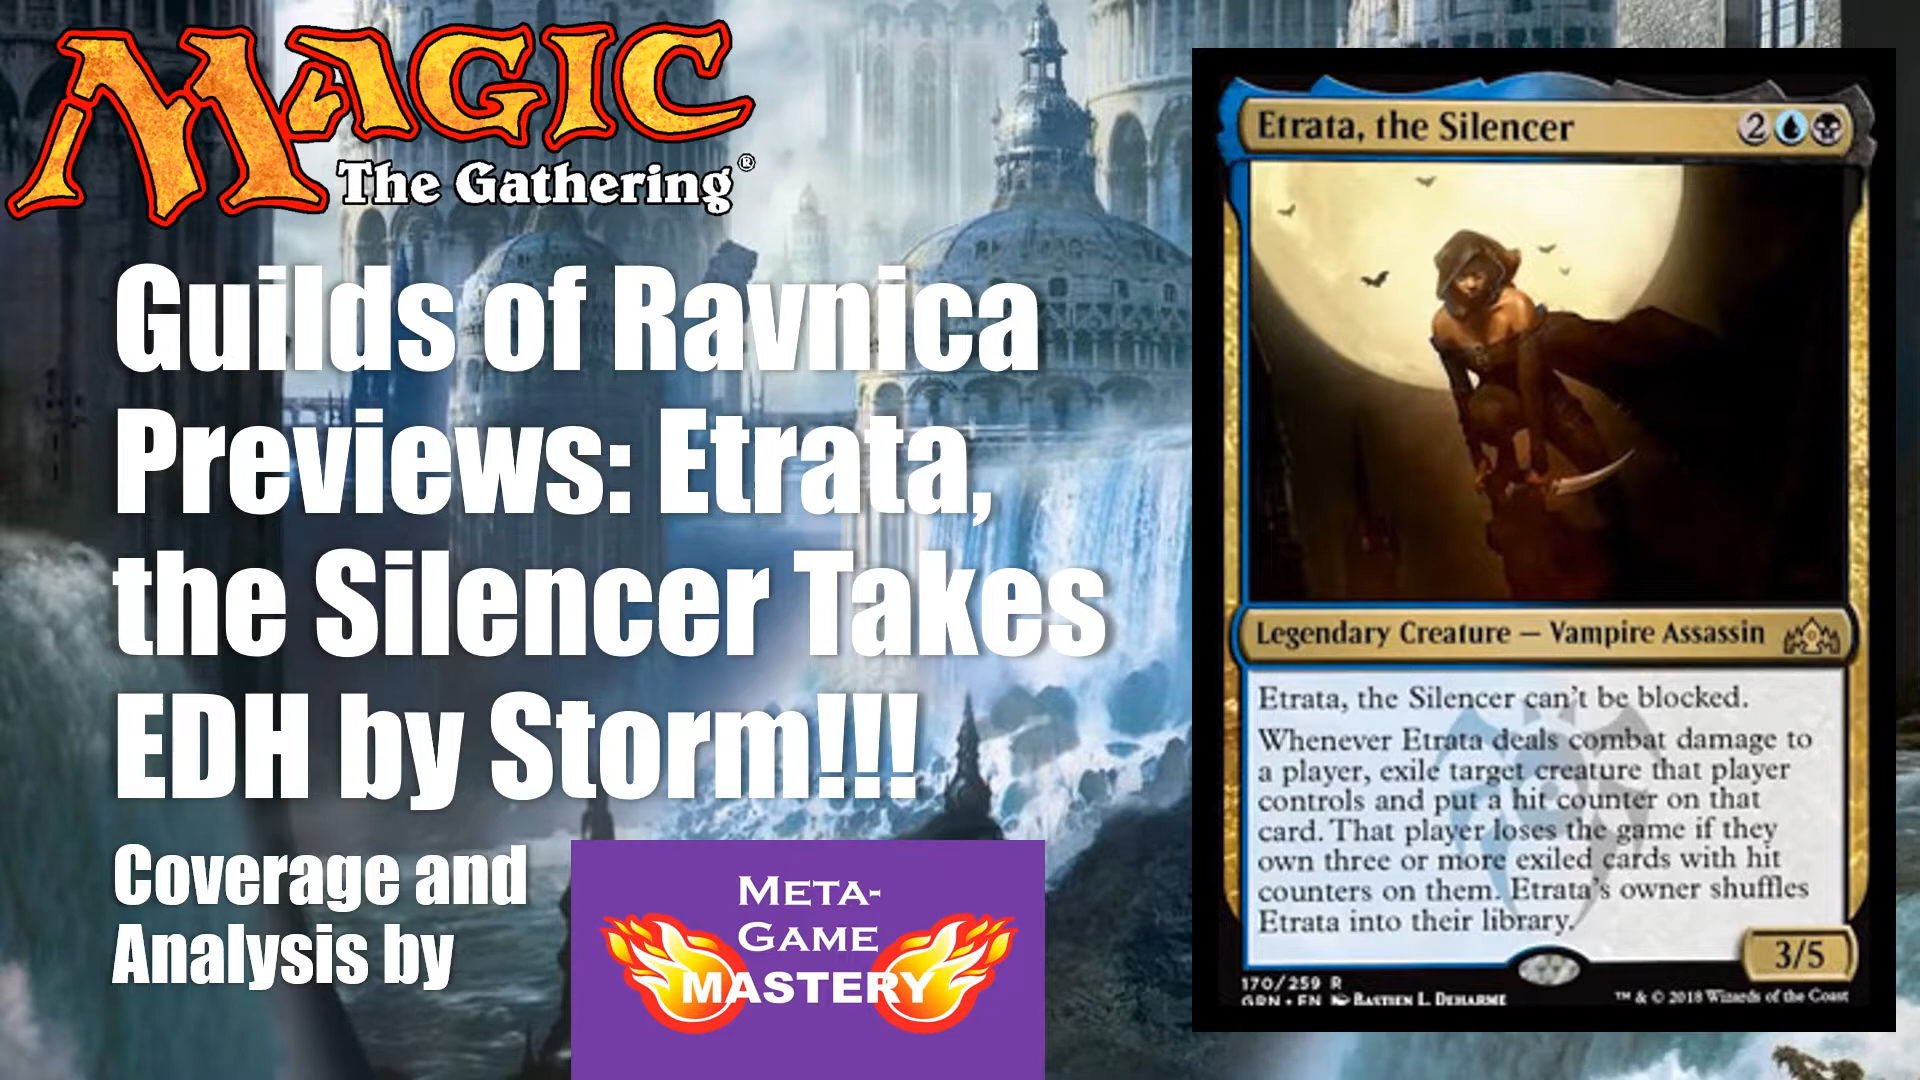 MAGIC
The Gathering®
Guilds of Ravnica
Previews: Etrata,
the Silencer Takes
EDH by Storm!!!
Coverage and
Analysis by
META-
GAME
MASTERY
Etrata, the Silencer 2
Legendary Creature — Vampire Assassin
Etrata, the Silencer can't be blocked.
Whenever Etrata deals combat damage to
a player, exile target creature that player
controls and put a hit counter on that
card. That player loses the game if they
own three or more exiled cards with hit
counters on them. Etrata's owner shuffles
Etrata into their library.
3/5
170/259 R
GRN • EN BASTIEN L. DEHARME
™ & © 2018 Wizards of the Coast